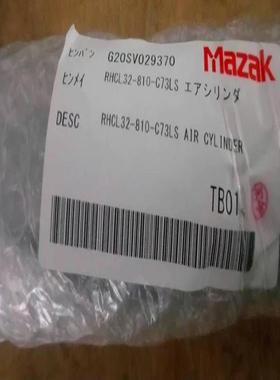 ヒンバン G20SV029370
Mazak
ヒンメイ RHCL32-810-C73LS エアシリンダ
DESC RHCL32-810-C73LS AIR CYLINDER
TB01